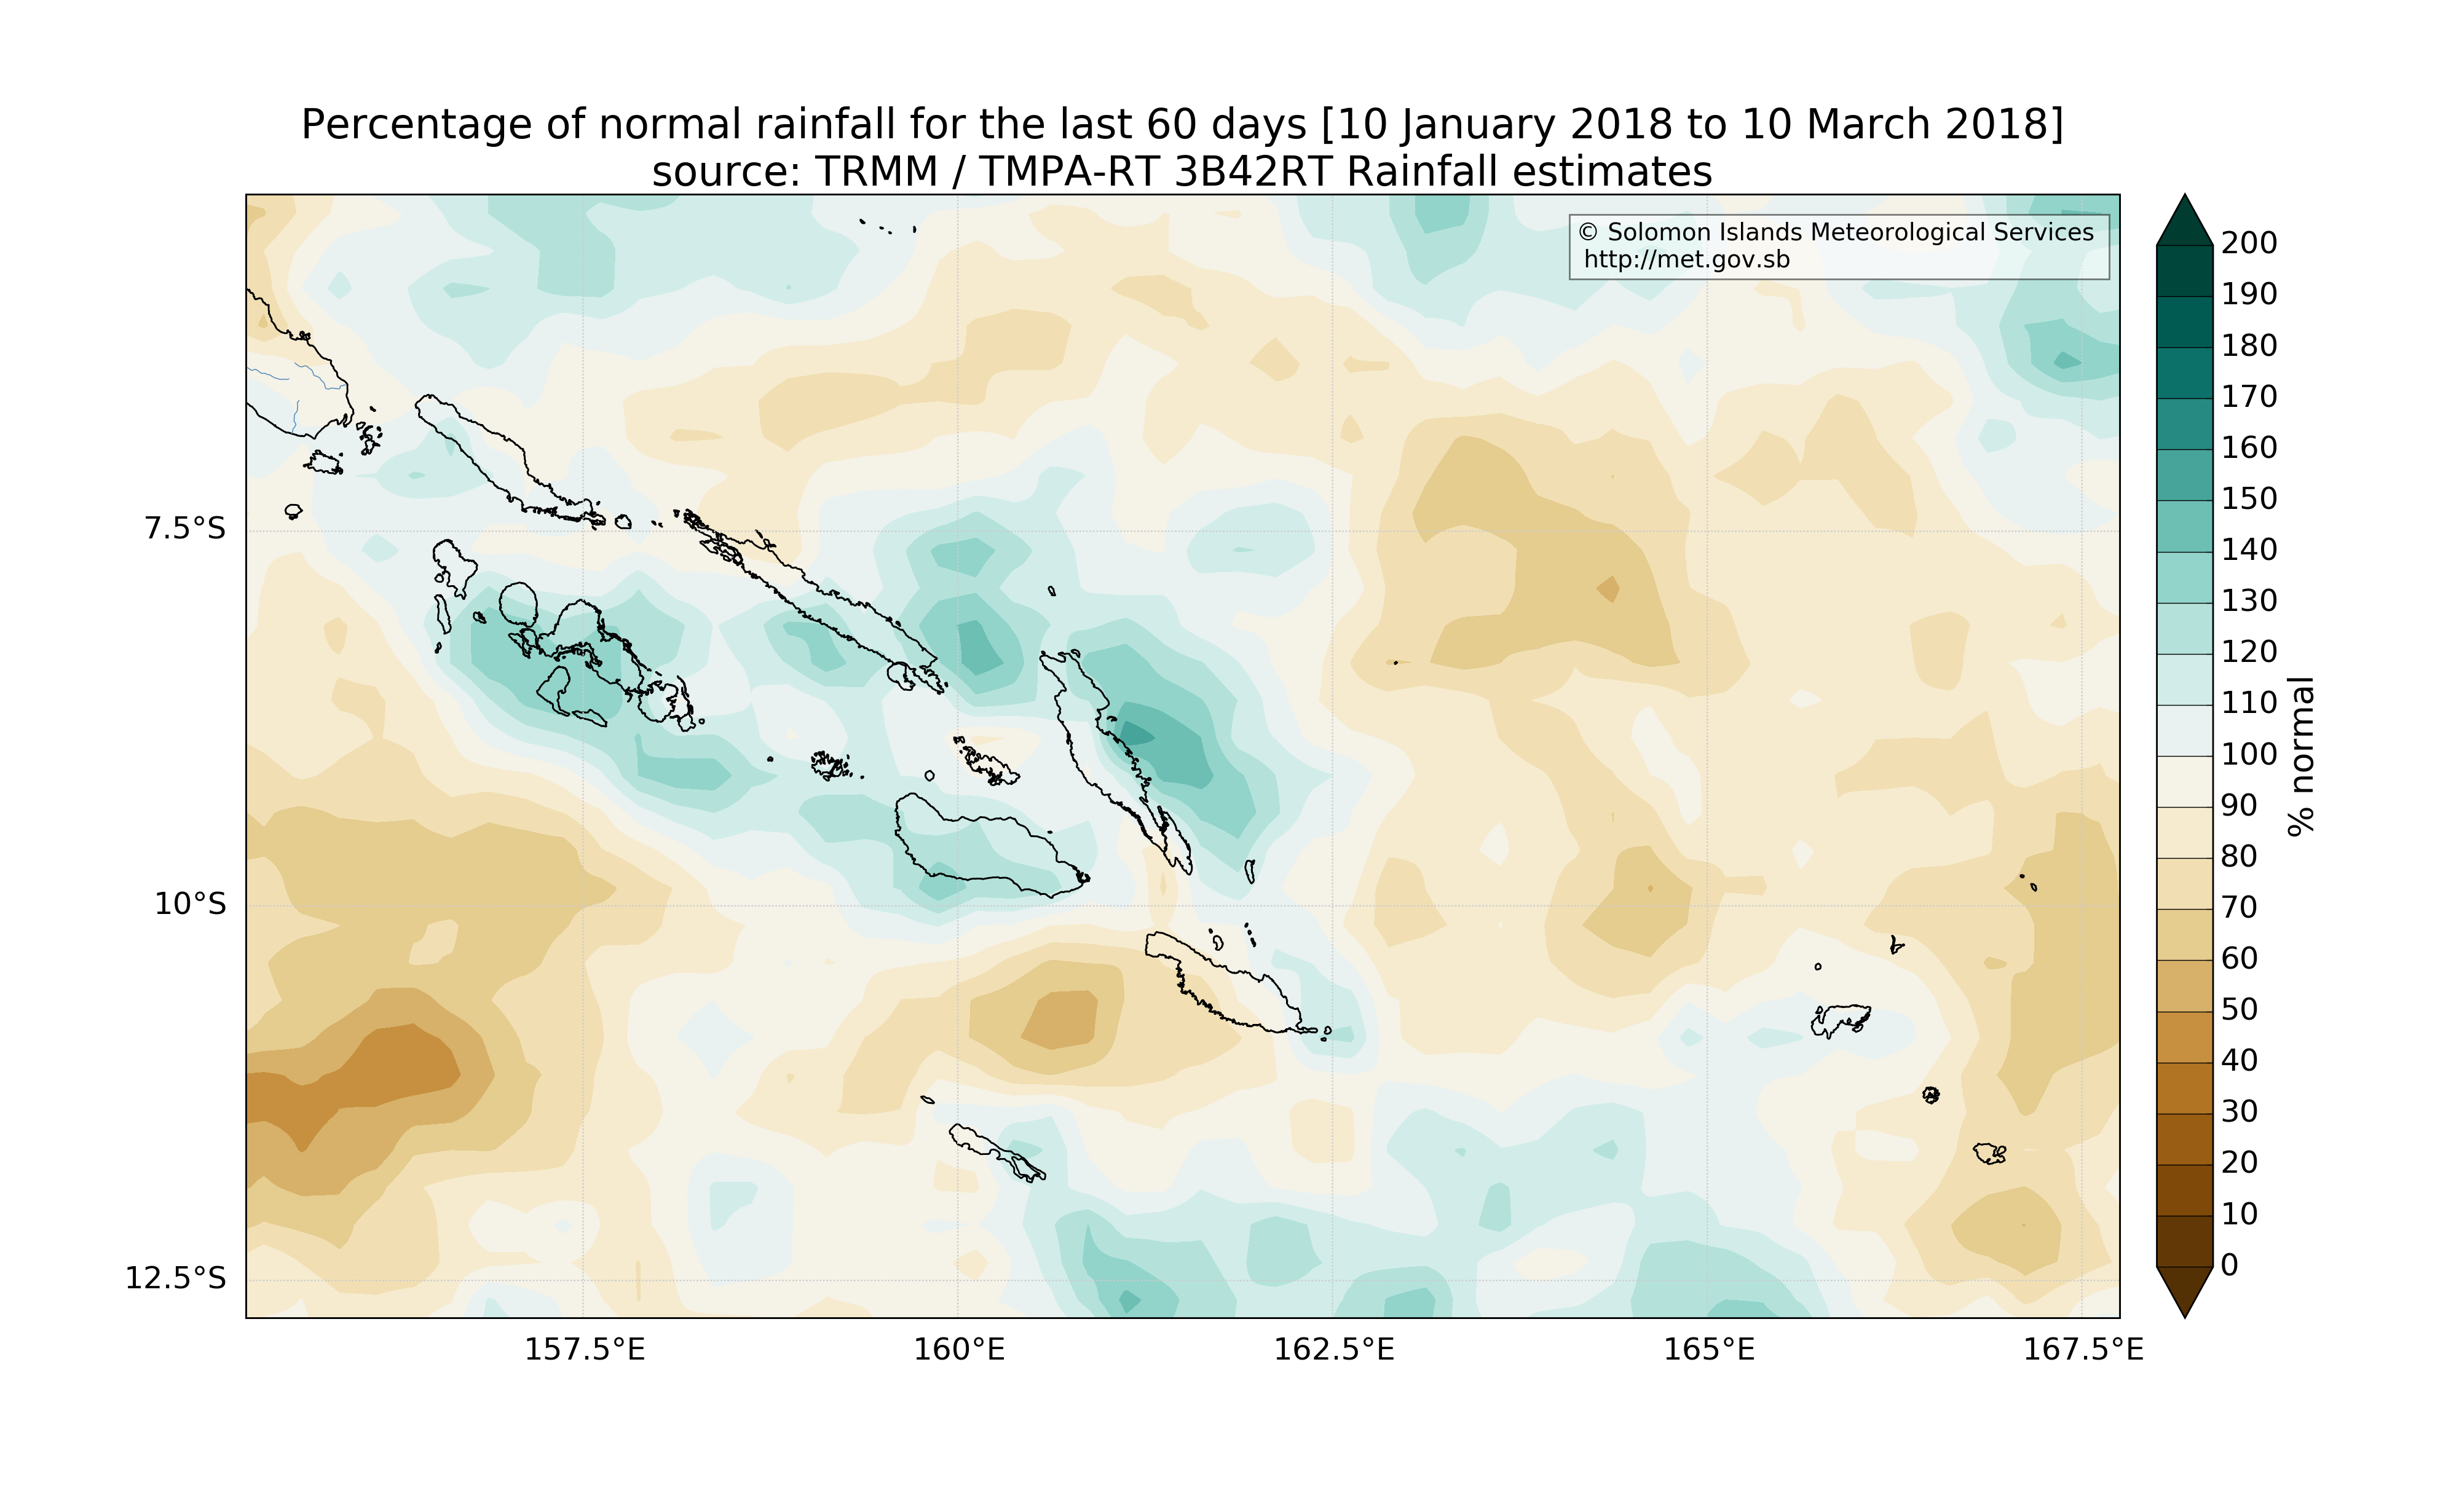 Percentage of normal rainfall for the last 60 days [10 January 2018 to 10 March 2018]
source: TRMM / TMPA-RT 3B42RT Rainfall estimates
© Solomon Islands Meteorological Services
http://met.gov.sb
7.5°S
10°S
12.5°S
157.5°E
160°E
162.5°E
165°E
167.5°E
200
190
180
170
160
150
140
130
120
110
100
90
80
70
60
50
40
30
20
10
0
% normal